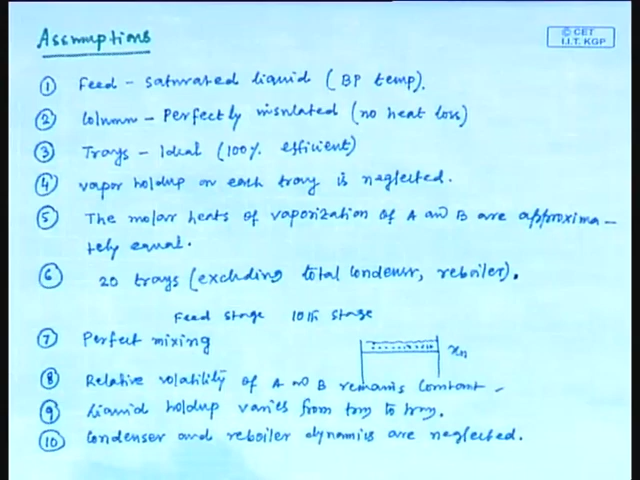 Assumptions
© CET
I.I.T. KGP
① Feed - saturated liquid (BP temp).
② Column - Perfectly insulated (no heat loss)
③ Trays - Ideal (100% efficient)
④ vapor holdup on each tray is neglected.
⑤ The molar heats of vaporization of A and B are approxima-
tely equal.
⑥ 20 trays (excluding total condenser, reboiler).
Feed stage 10th stage
⑦ Perfect mixing
xn
⑧ Relative volatility of A and B remains constant.
⑨ Liquid holdup varies from tray to tray.
⑩ Condenser and reboiler dynamics are neglected.